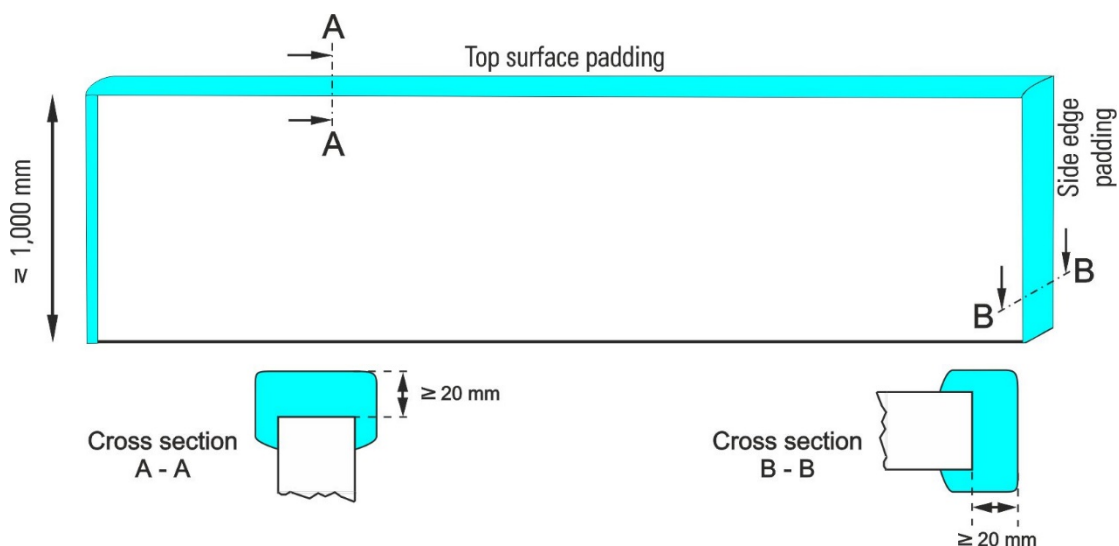 A
Top surface padding
A
≥ 1,000 mm
Side edge
padding
B
B
≥ 20 mm
Cross section
A - A
Cross section
B - B
≥ 20 mm